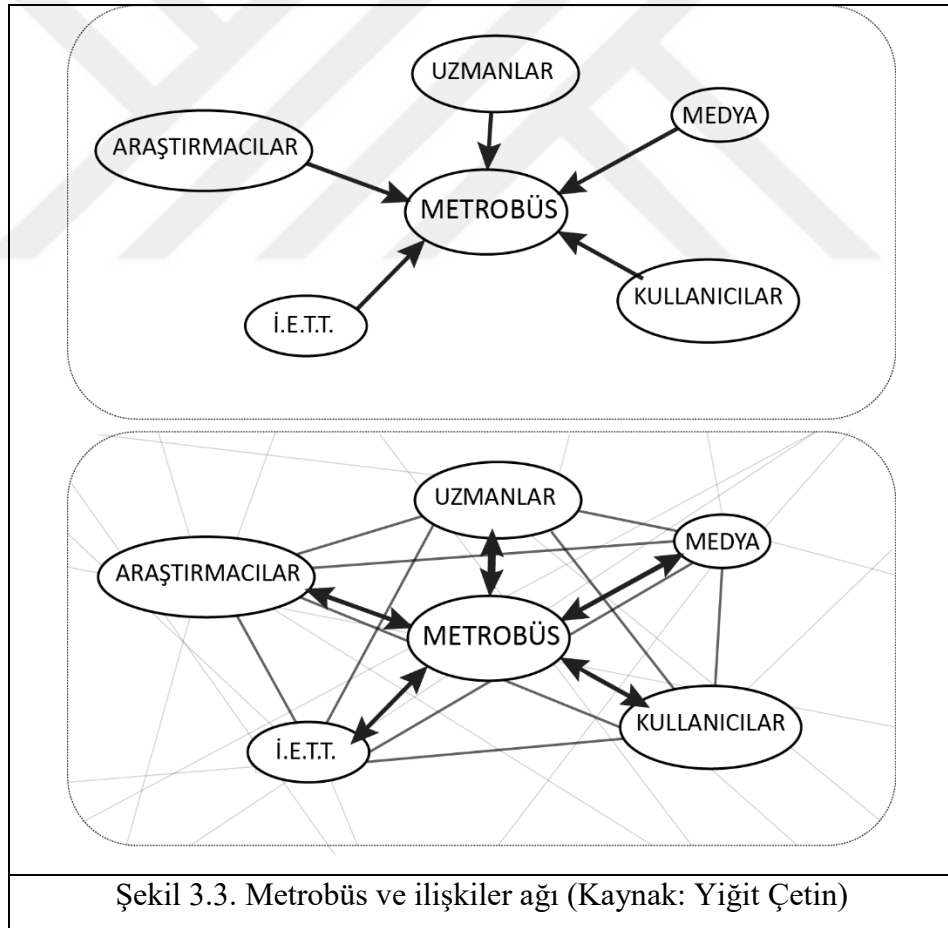 UZMANLAR
MEDYA
ARAŞTIRMACILAR
METROBÜS
KULLANICILAR
İ.E.T.T.
UZMANLAR
MEDYA
ARAŞTIRMACILAR
METROBÜS
KULLANICILAR
İ.E.T.T.
Şekil 3.3. Metrobüs ve ilişkiler ağı (Kaynak: Yiğit Çetin)